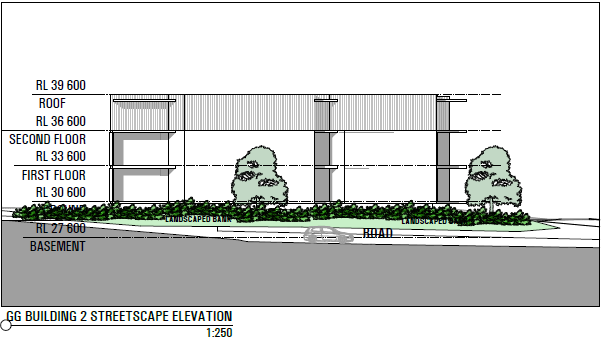 RL 39 600
ROOF
RL 36 600
SECOND FLOOR
RL 33 600
FIRST FLOOR
RL 30 600
LANDSCAPED BANK
LANDSCAPED
RL 27 600
ROAD
BASEMENT
GG BUILDING 2 STREETSCAPE ELEVATION
1:250